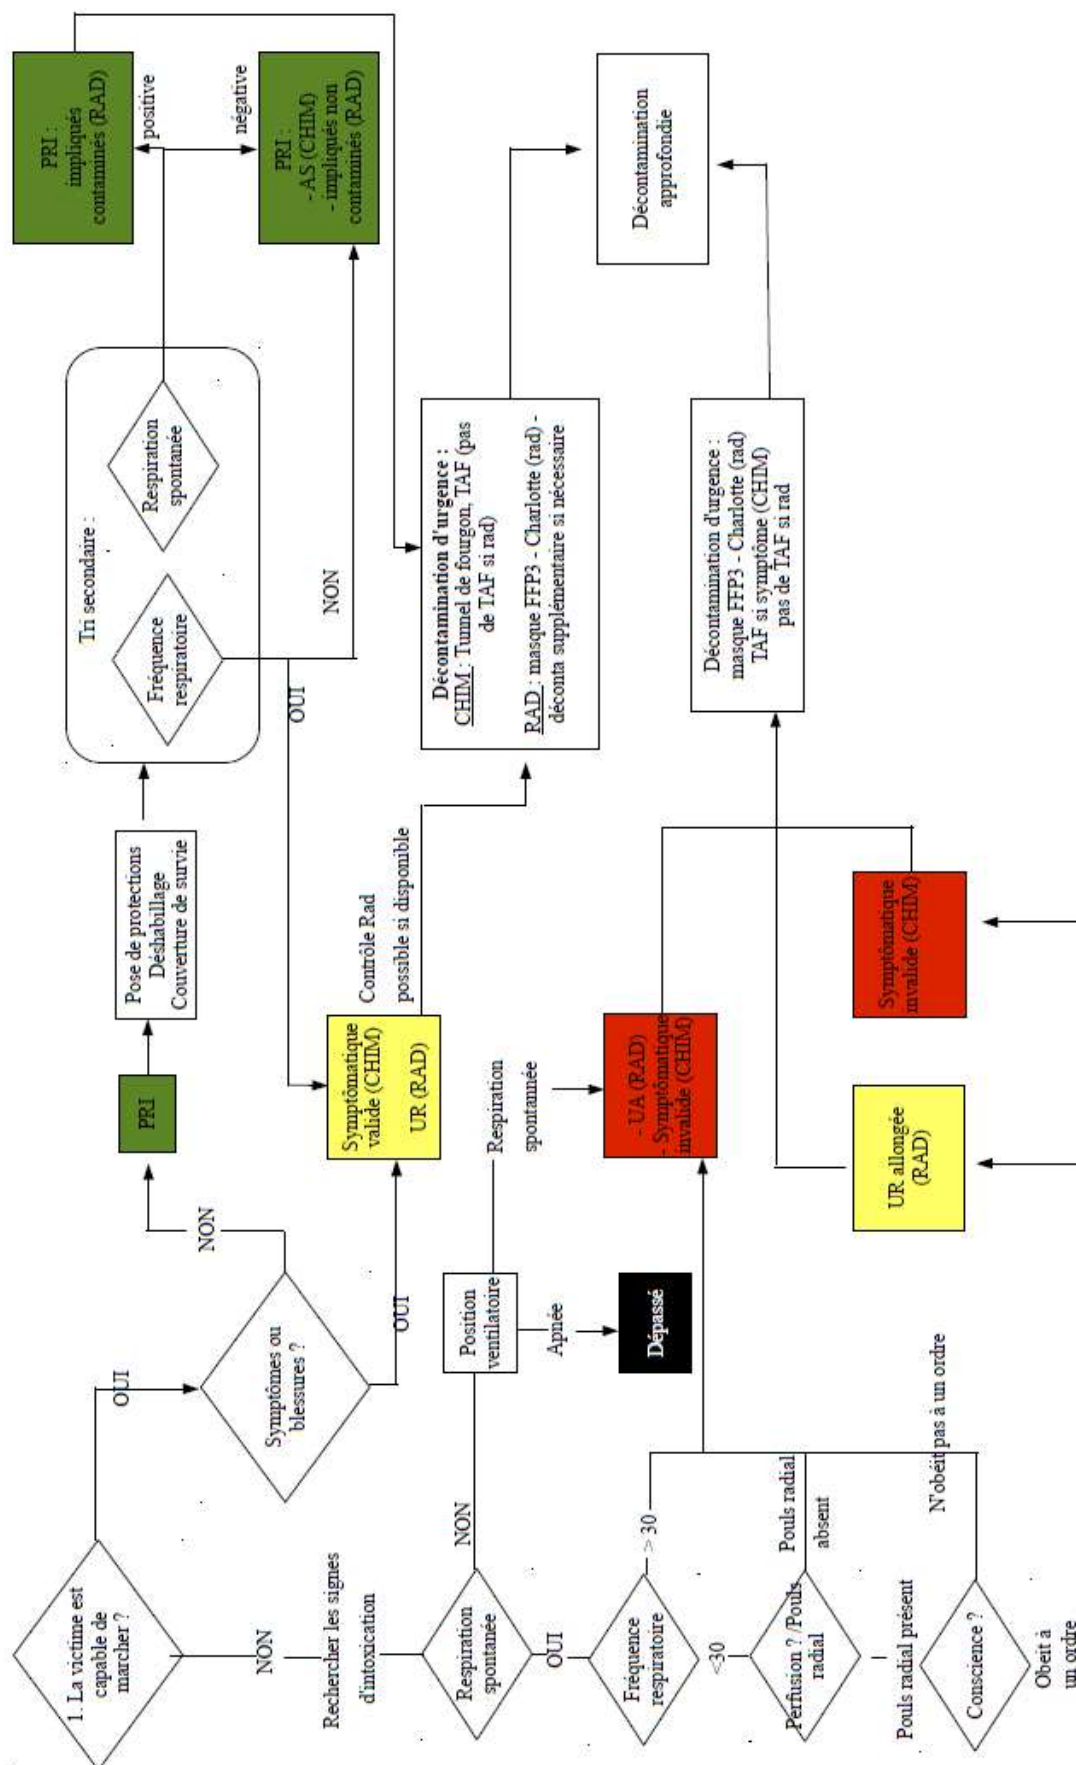 1. La victime est
capable de
marcher ?
OUI
NON
Symptômes ou
blessures ?
NON
OUI
PRI
Pose de protections
Déshabillage
Couverture de survie
Tri secondaire :
Fréquence
respiratoire
Respiration
spontanée
OUI
NON
positive
négative
PRI :
impliqués
contaminés (RAD)
PRI :
- AS (CHIM)
- impliqués non
contaminés (RAD)
Symptômatique
valide (CHIM)
UR (RAD)
Contrôle Rad
possible si disponible
Décontamination d'urgence :
CHIM : Tunnel de fourgon, TAF (pas
de TAF si rad)
RAD : masque FFP3 - Charlotte (rad) -
déconta supplémentaire si nécessaire
Décontamination
approfondie
Rechercher les signes
d'intoxication
Respiration
spontanée
NON
OUI
Position
ventilatoire
Respiration
spontannée
Apnée
Dépassé
- UA (RAD)
- Symptômatique
invalide (CHIM)
Fréquence
respiratoire
> 30
<30
Perfusion ? /Pouls
radial
Pouls radial
absent
Pouls radial présent
Conscience ?
N'obéit pas à un ordre
Obeit à
un ordre
UR allongée
(RAD)
Symptômatique
invalide (CHIM)
Décontamination d'urgence :
masque FFP3 - Charlotte (rad)
TAF si symptôme (CHIM)
pas de TAF si rad